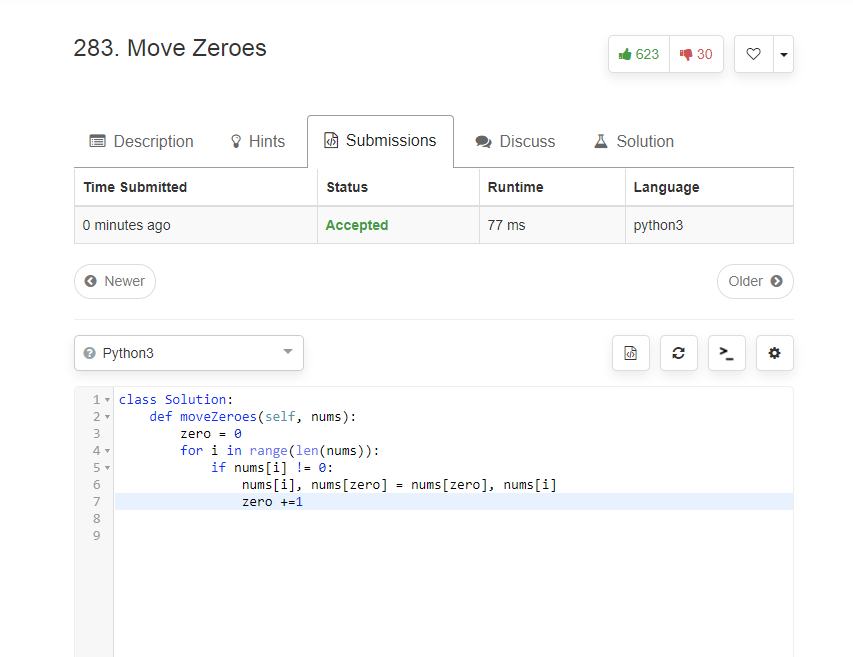 283. Move Zeroes
623
30
Description
Hints
Submissions
Discuss
Solution
Time Submitted Status Runtime Language
0 minutes ago Accepted 77 ms python3
Newer
Older
Python3
1 class Solution:
2     def moveZeroes(self, nums):
3         zero = 0
4         for i in range(len(nums)):
5             if nums[i] != 0:
6                 nums[i], nums[zero] = nums[zero], nums[i]
7                 zero +=1
8
9